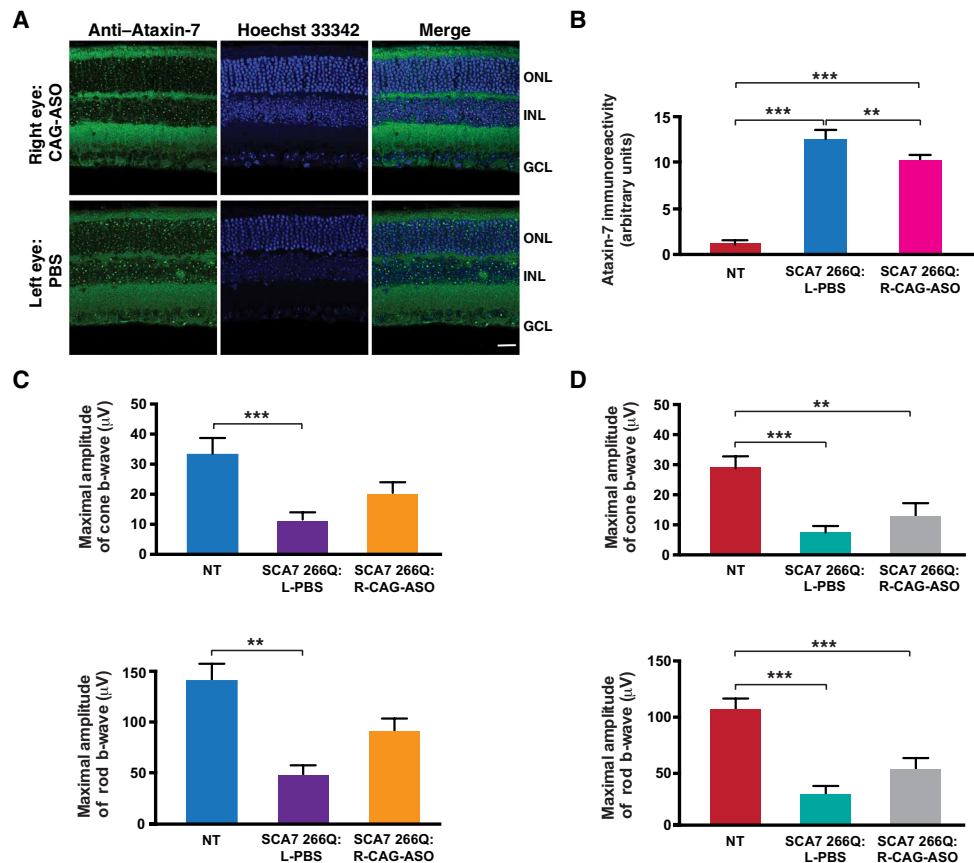 A
Anti–Ataxin-7
Hoechst 33342
Merge
Right eye:
CAG-ASO
ONL
INL
GCL
Left eye:
PBS
ONL
INL
GCL
B
Ataxin-7 immunoreactivity
(arbitrary units)
15
10
5
0
***
***
**
NT
SCA7 266Q:
L-PBS
SCA7 266Q:
R-CAG-ASO
C
Maximal amplitude
of cone b-wave (μV)
50
40
30
20
10
0
***
NT
SCA7 266Q:
L-PBS
SCA7 266Q:
R-CAG-ASO
Maximal amplitude
of rod b-wave (μV)
150
100
50
0
**
NT
SCA7 266Q:
L-PBS
SCA7 266Q:
R-CAG-ASO
D
Maximal amplitude
of cone b-wave (μV)
50
40
30
20
10
0
**
***
NT
SCA7 266Q:
L-PBS
SCA7 266Q:
R-CAG-ASO
Maximal amplitude
of rod b-wave (μV)
150
100
50
0
***
***
NT
SCA7 266Q:
L-PBS
SCA7 266Q:
R-CAG-ASO